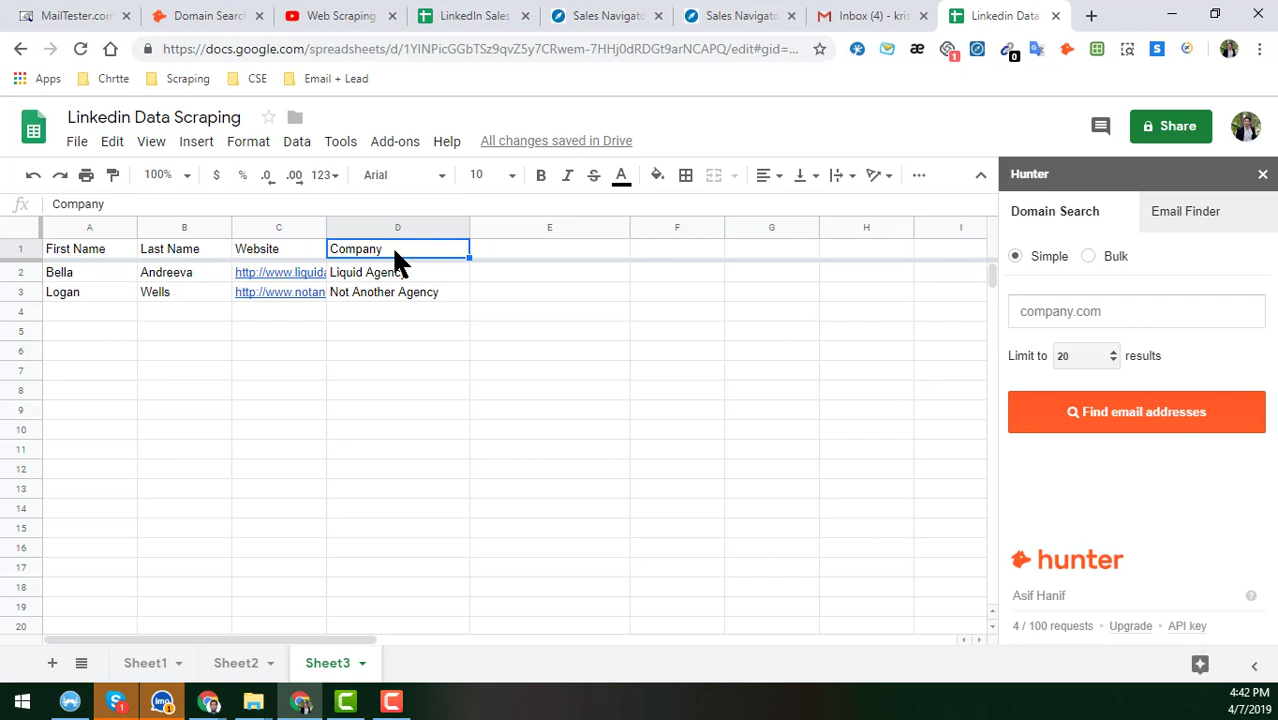 MailTester.com
Domain Searc
Web Scraping
LinkedIn Sales
Sales Navigato
Sales Navigato
Inbox (4) - kris
Linkedin Data
https://docs.google.com/spreadsheets/d/1YlNPicGGbTSz9qvZ5y7CRwem-7HHj0dRDGt9arNCAPQ/edit#gid=...
Apps
Chrtte
Scraping
CSE
Email + Lead
Linkedin Data Scraping
File Edit View Insert Format Data Tools Add-ons Help All changes saved in Drive
Share
100% $ % .0 .00 123 Arial 10 B I S A
fx Company
A B C D E F G H I
1 First Name Last Name Website Company
2 Bella Andreeva http://www.liquida Liquid Agency
3 Logan Wells http://www.notan Not Another Agency
4
5
6
7
8
9
10
11
12
13
14
15
16
17
18
19
20
Hunter
Domain Search Email Finder
Simple Bulk
company.com
Limit to 20 results
Find email addresses
hunter
Asif Hanif ?
4 / 100 requests • Upgrade • API key
Sheet1 Sheet2 Sheet3
4:42 PM
4/7/2019